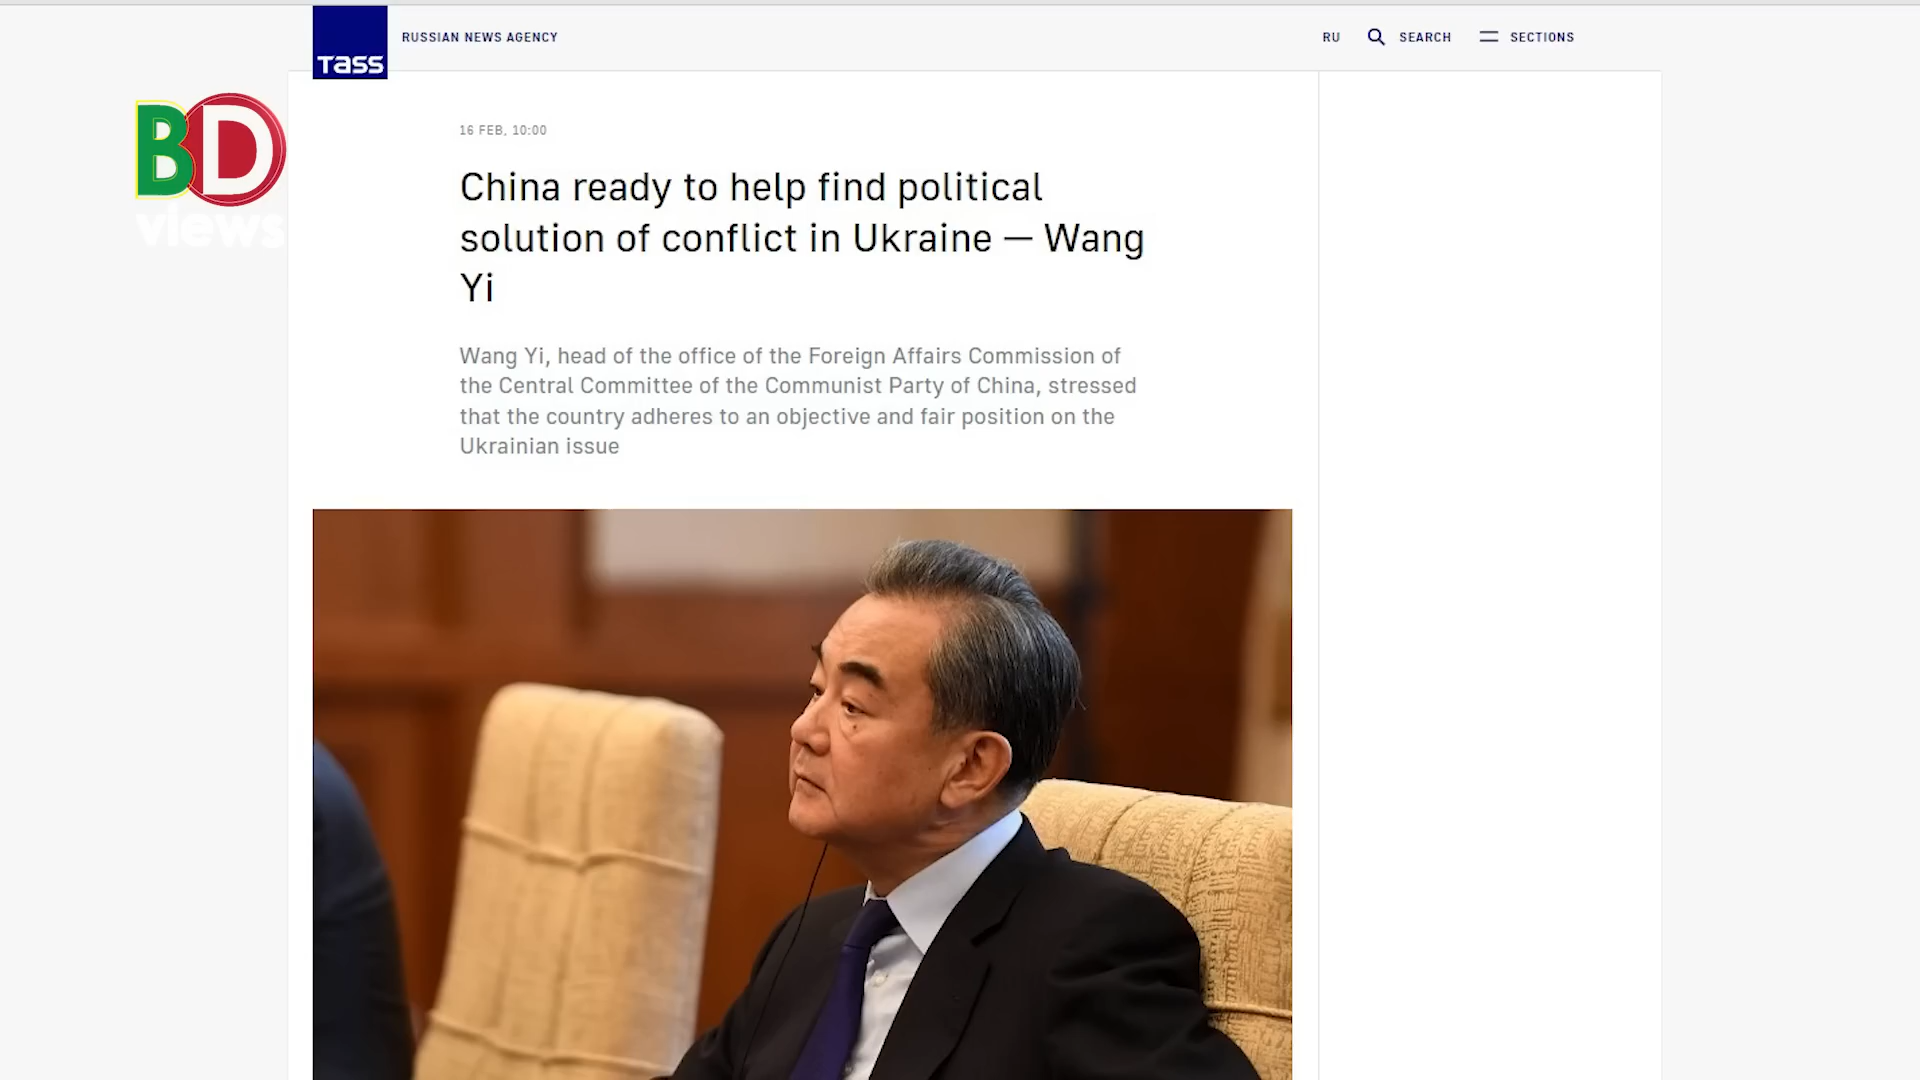 Tass
RUSSIAN NEWS AGENCY
RU
SEARCH
SECTIONS
BD
views
16 FEB, 10:00
China ready to help find political
solution of conflict in Ukraine — Wang
Yi
Wang Yi, head of the office of the Foreign Affairs Commission of
the Central Committee of the Communist Party of China, stressed
that the country adheres to an objective and fair position on the
Ukrainian issue